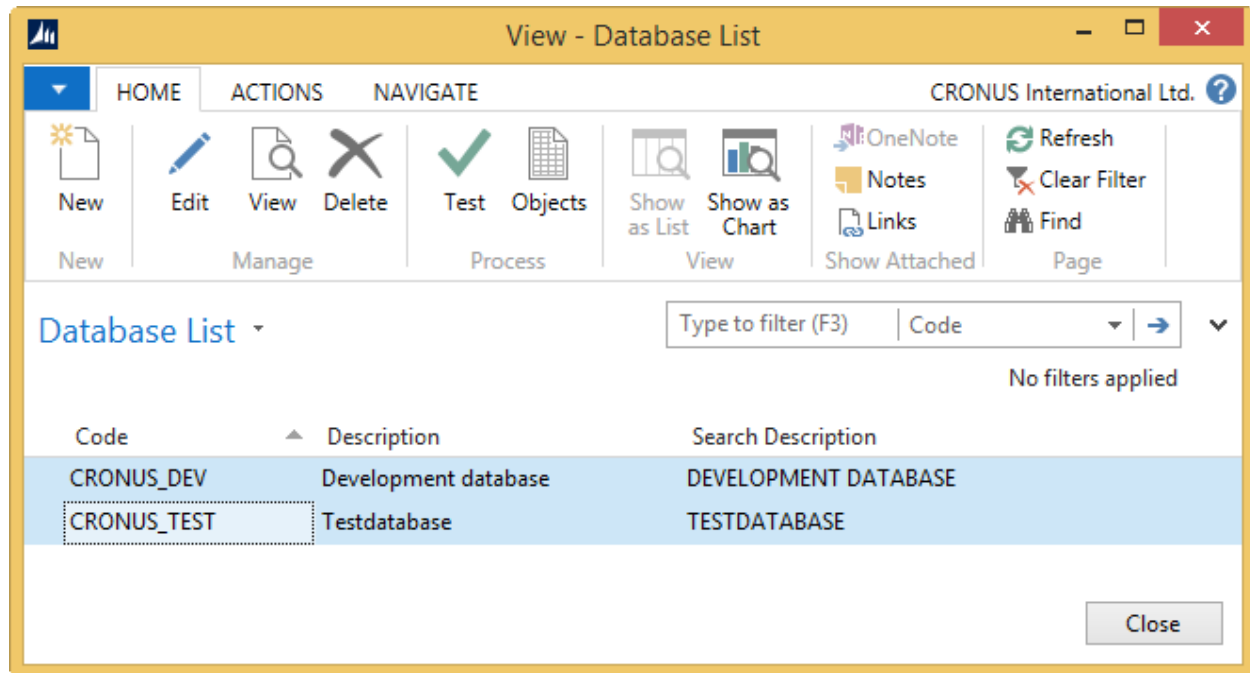 View - Database List
HOME ACTIONS NAVIGATE CRONUS International Ltd. ?
New Edit View Delete Test Objects Show as List Show as Chart OneNote Notes Links Refresh Clear Filter Find
New Manage Process View Show Attached Page
Database List Type to filter (F3) Code
No filters applied
Code Description Search Description
CRONUS_DEV Development database DEVELOPMENT DATABASE
CRONUS_TEST Testdatabase TESTDATABASE
Close